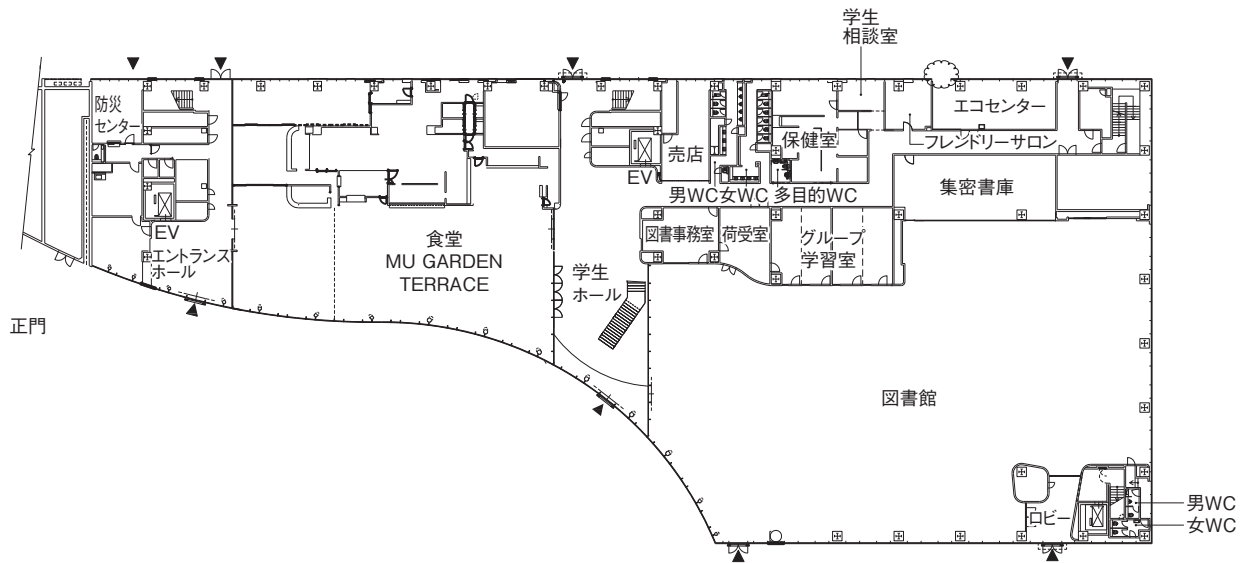 学生
相談室
防災
センター
エコセンター
保健室
フレンドリーサロン
売店
EV
男WC
女WC
多目的WC
集密書庫
EV
エントランス
ホール
食堂
MU GARDEN
TERRACE
学生
ホール
図書事務室
荷受室
グループ
学習室
正門
図書館
ロビー
男WC
女WC